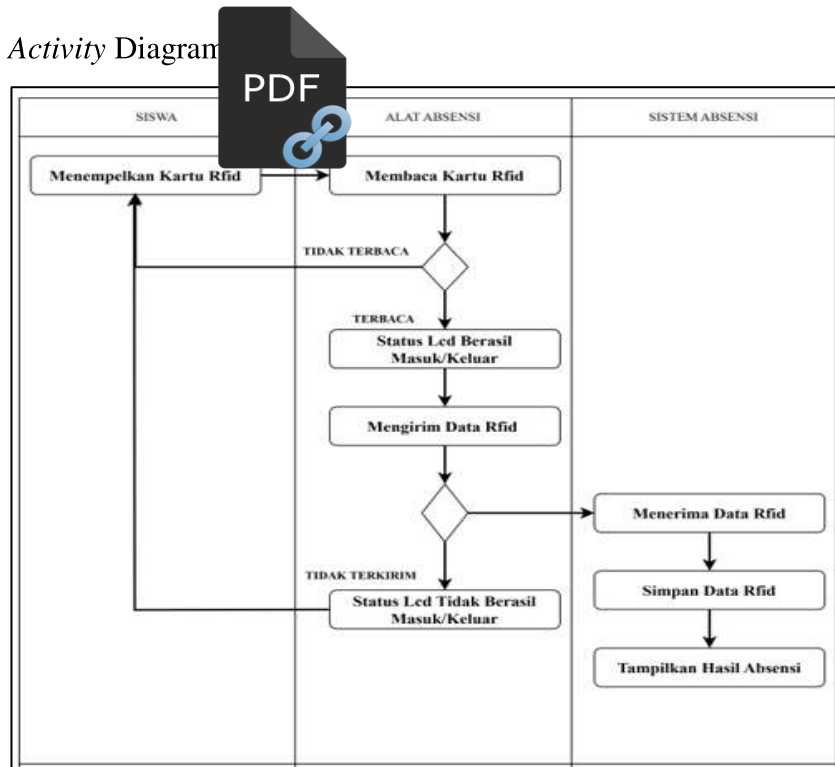 Activity Diagram
PDF
SISWA
ALAT ABSENSI
SISTEM ABSENSI
Menempelkan Kartu Rfid
Membaca Kartu Rfid
TIDAK TERBACA
TERBACA
Status Lcd Berasil
Masuk/Keluar
Mengirim Data Rfid
Menerima Data Rfid
TIDAK TERKIRIM
Status Lcd Tidak Berasil
Masuk/Keluar
Simpan Data Rfid
Tampilkan Hasil Absensi